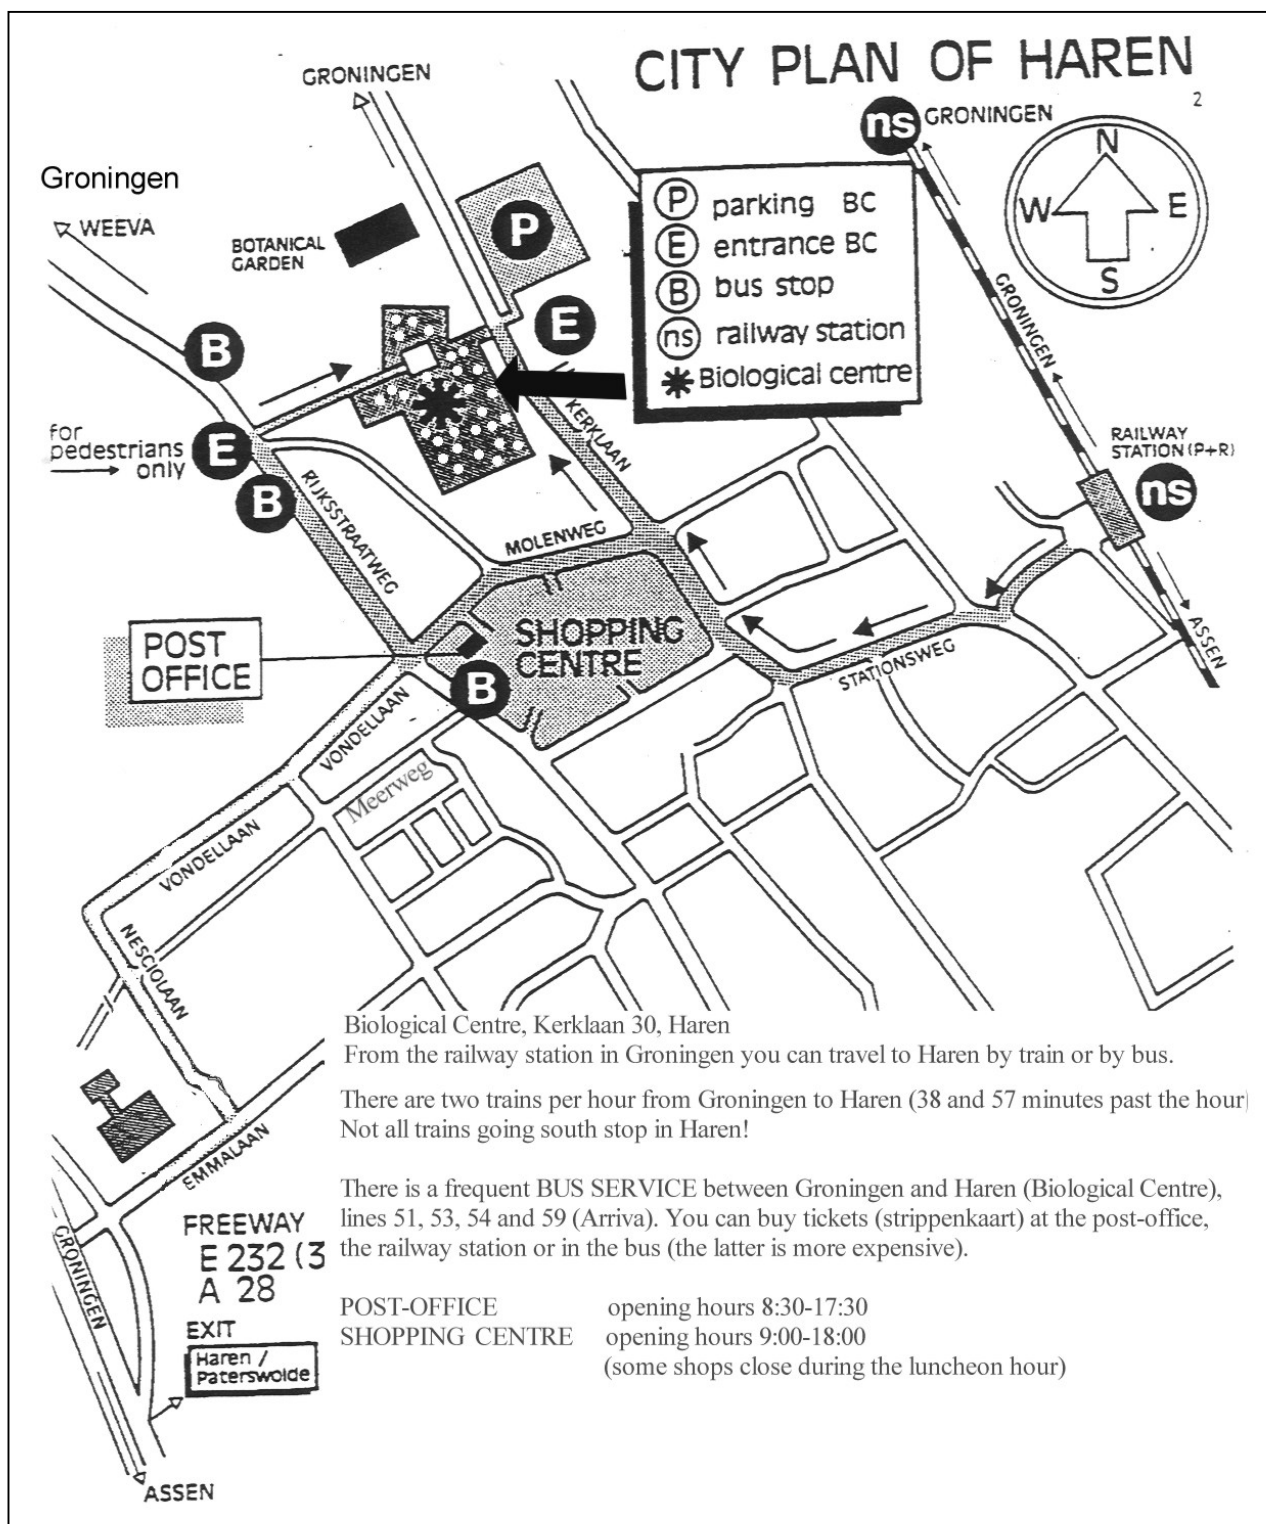 CITY PLAN OF HAREN
2
GRONINGEN
ns GRONINGEN
N
W E
S
Groningen
WEEVA
BOTANICAL
GARDEN
P
P parking BC
E entrance BC
B bus stop
ns railway station
Biological centre
GRONINGEN
B
E
for
pedestrians
only
E
B
KERKLAAN
RAILWAY
STATION (P+R)
ns
RIJKSSTRAATWEG
MOLENWEG
POST
OFFICE
SHOPPING
CENTRE
B
STATIONSWEG
ASSEN
VONDELLAAN
Meerweg
VONDELLAAN
NESCIOLAAN
Biological Centre, Kerklaan 30, Haren
From the railway station in Groningen you can travel to Haren by train or by bus.
There are two trains per hour from Groningen to Haren (38 and 57 minutes past the hour
Not all trains going south stop in Haren!
EMMALAAN
There is a frequent BUS SERVICE between Groningen and Haren (Biological Centre),
lines 51, 53, 54 and 59 (Arriva). You can buy tickets (strippenkaart) at the post-office,
the railway station or in the bus (the latter is more expensive).
FREEWAY
E 232 (3
A 28
GRONINGEN
EXIT
Haren /
Paterswolde
POST-OFFICE opening hours 8:30-17:30
SHOPPING CENTRE opening hours 9:00-18:00
(some shops close during the luncheon hour)
ASSEN